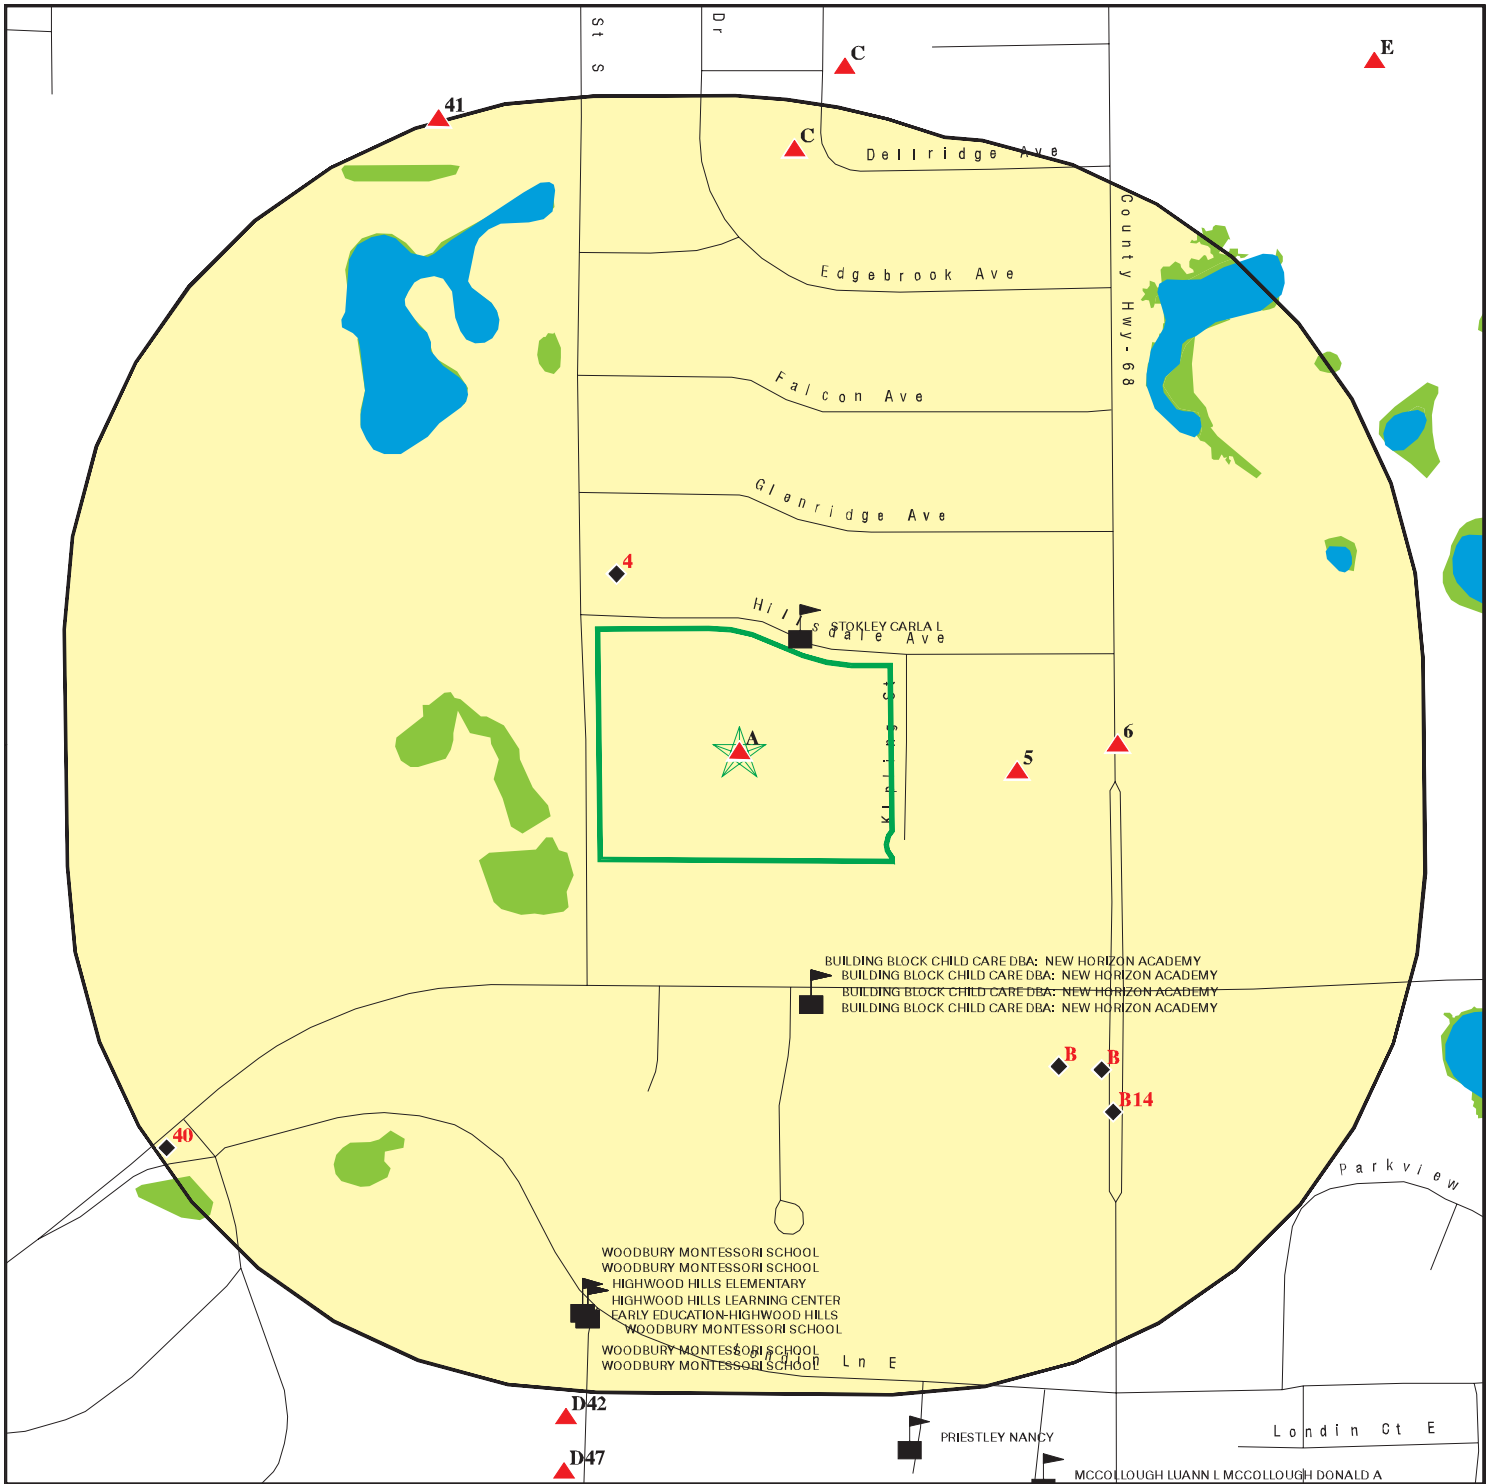 St S
Dr
C
E
41
C
Dellridge Ave
County Hwy-68
Edgebrook Ave
Falcon Ave
Glenridge Ave
4
Hillsdale Ave
STOKLEY CARLA L
Kipling St
A
6
5
BUILDING BLOCK CHILD CARE DBA: NEW HORIZON ACADEMY
BUILDING BLOCK CHILD CARE DBA: NEW HORIZON ACADEMY
BUILDING BLOCK CHILD CARE DBA: NEW HORIZON ACADEMY
BUILDING BLOCK CHILD CARE DBA: NEW HORIZON ACADEMY
B
B
B14
40
Parkview
WOODBURY MONTESSORI SCHOOL
WOODBURY MONTESSORI SCHOOL
HIGHWOOD HILLS ELEMENTARY
HIGHWOOD HILLS LEARNING CENTER
EARLY EDUCATION-HIGHWOOD HILLS
WOODBURY MONTESSORI SCHOOL
WOODBURY MONTESSORI SCHOOL
Londin Ln E
WOODBURY MONTESSORI SCHOOL
D42
Londin Ct E
PRIESTLEY NANCY
D47
MCCOLLOUGH LUANN L MCCOLLOUGH DONALD A